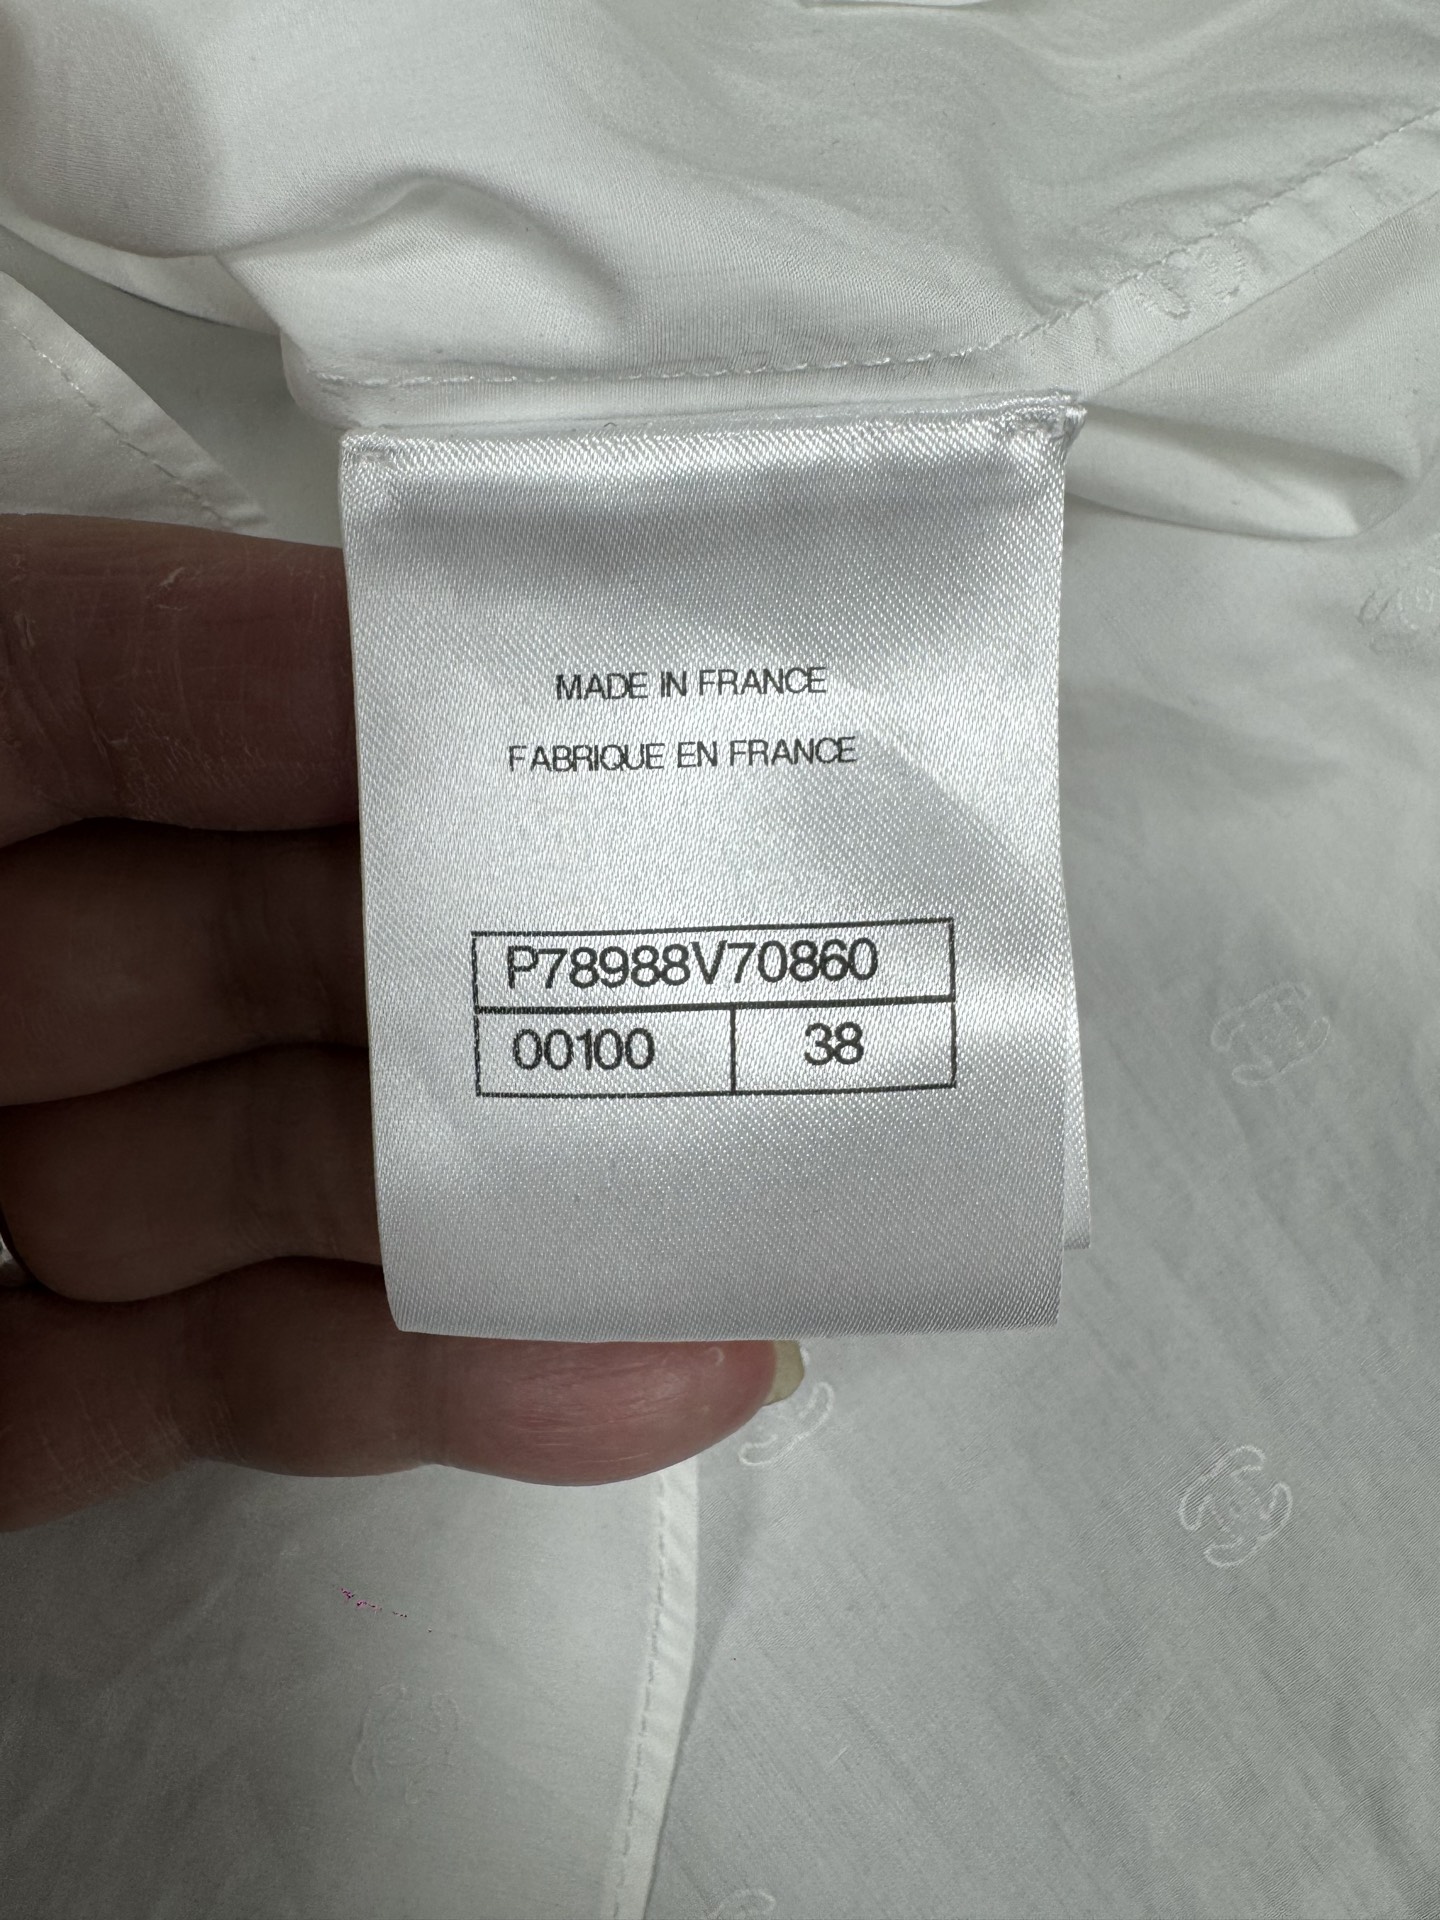 MADE IN FRANCE
FABRIQUE EN FRANCE
P78988V70860
00100 38